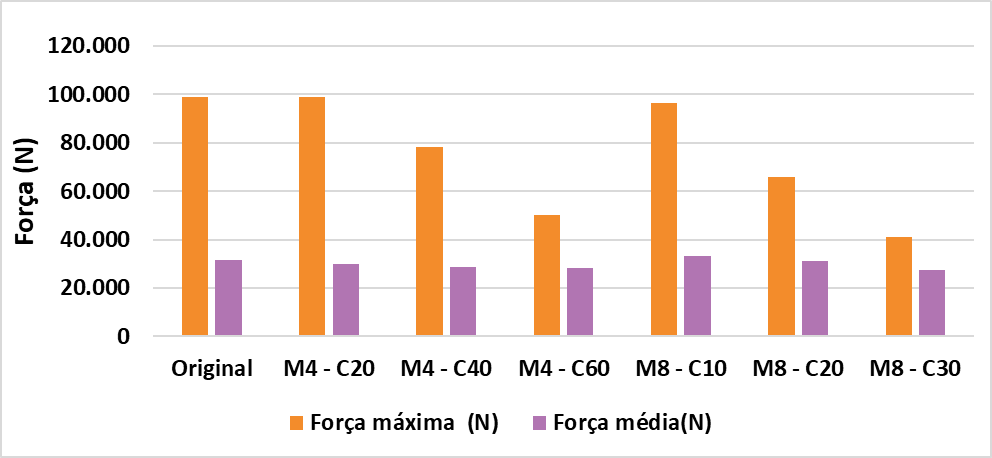 120.000
100.000
80.000
60.000
40.000
20.000
0
Força (N)
Original M4 - C20 M4 - C40 M4 - C60 M8 - C10 M8 - C20 M8 - C30
Força máxima (N) Força média(N)